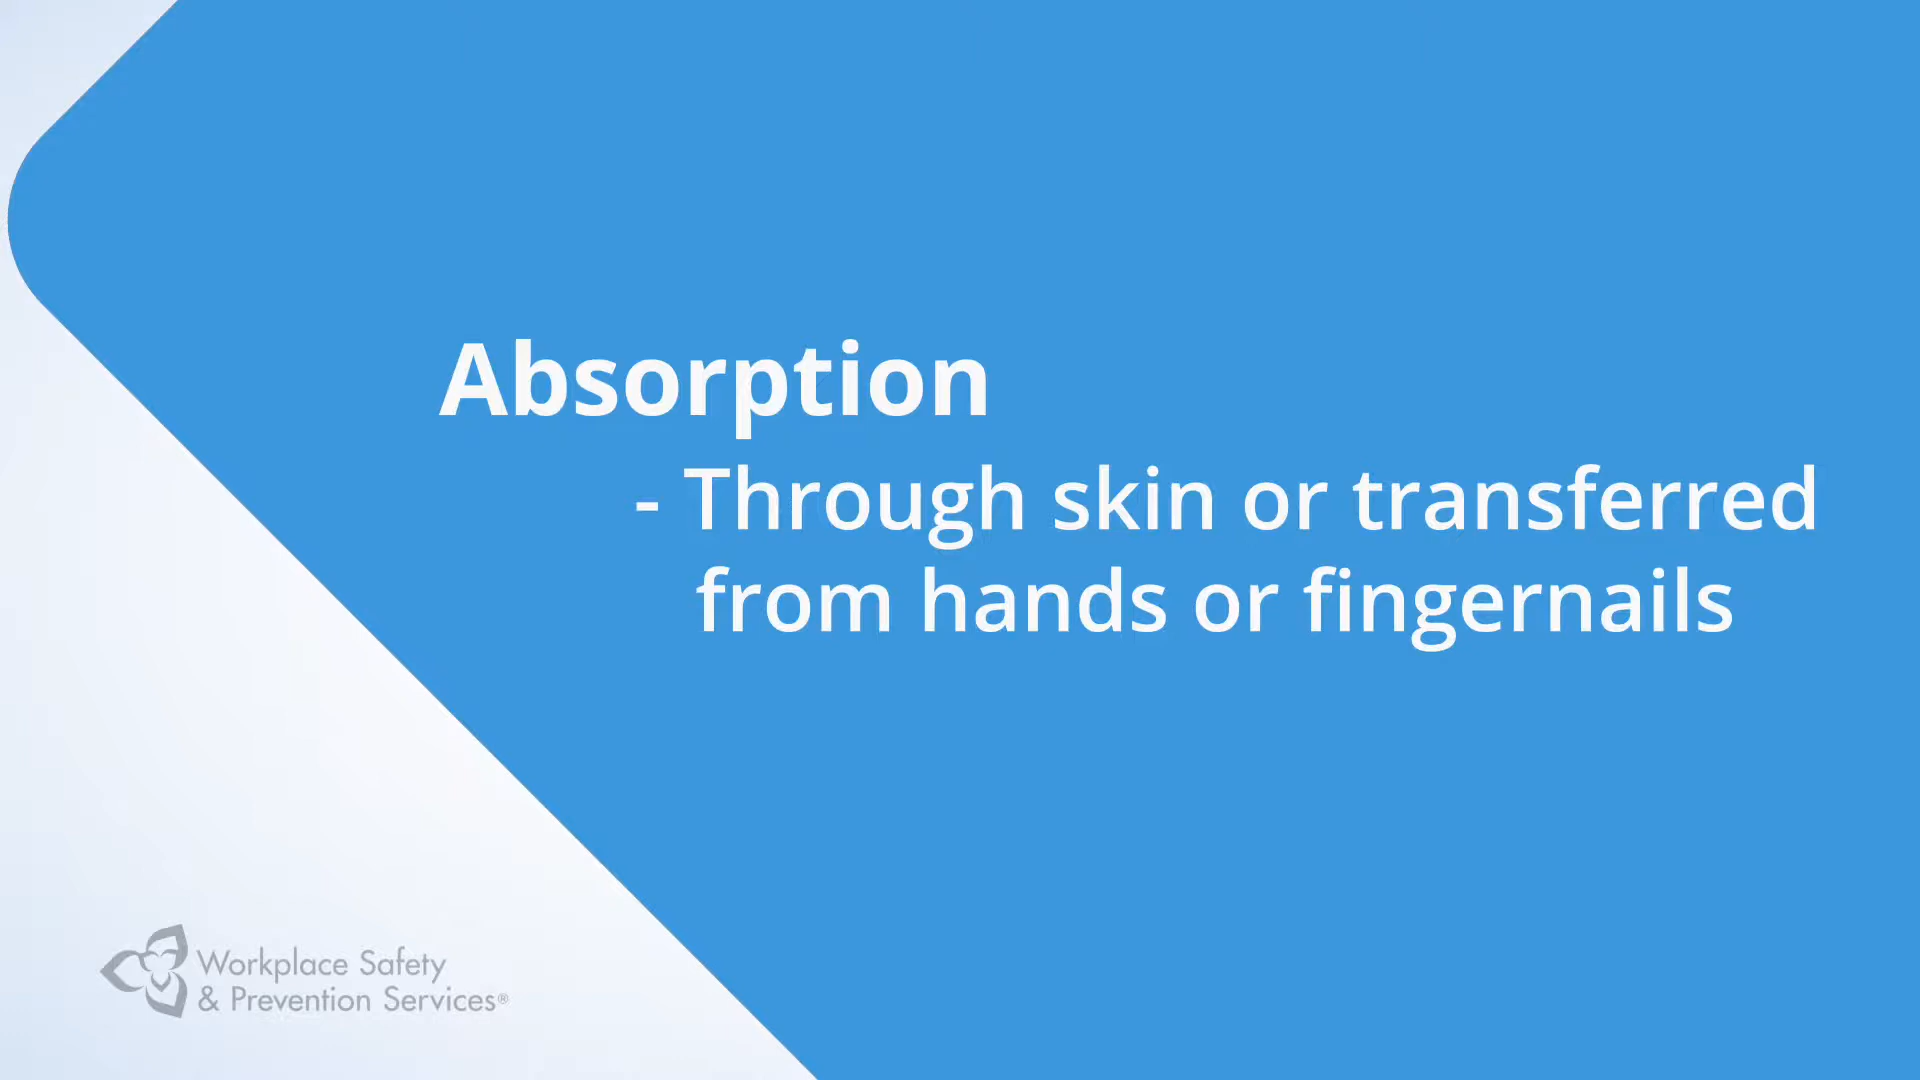 Absorption
- Through skin or transferred
from hands or fingernails
Workplace Safety
& Prevention Services®